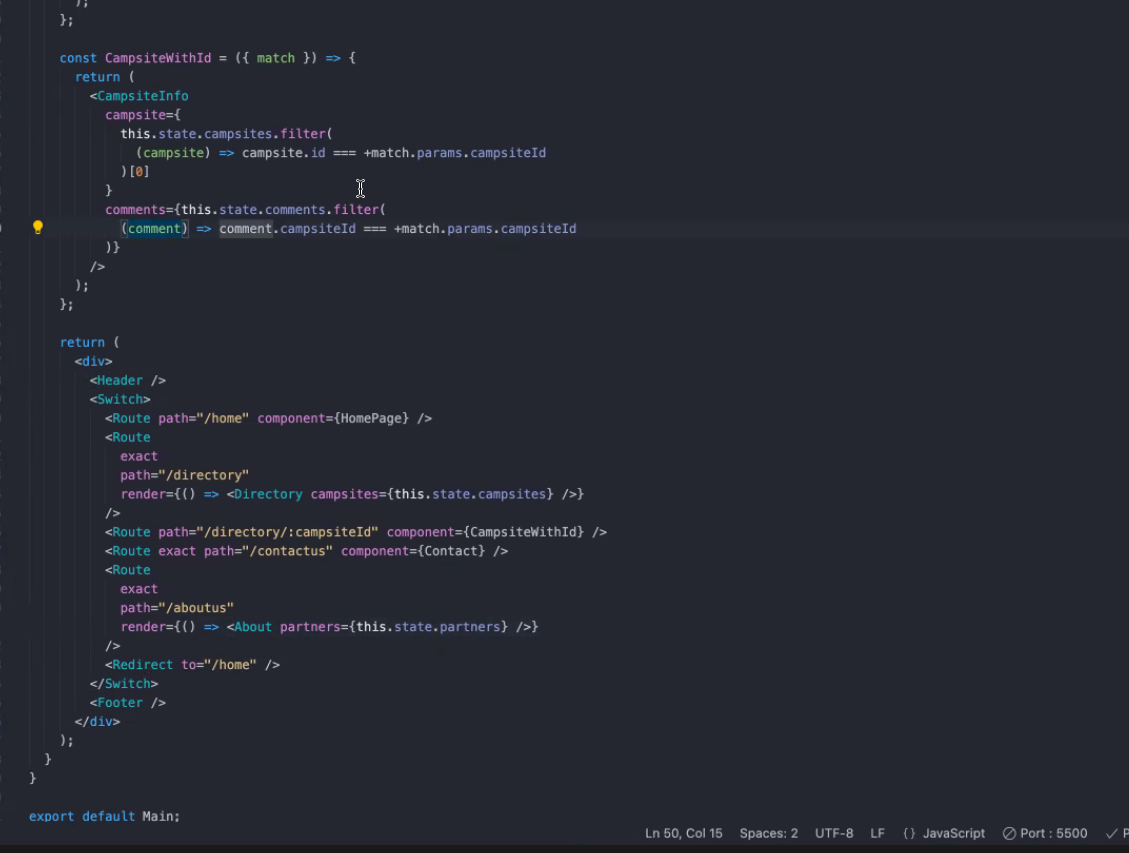 );
};
const CampsiteWithId = ({ match }) => {
return (
<CampsiteInfo
campsite={
this.state.campsites.filter(
(campsite) => campsite.id === +match.params.campsiteId
)[0]
}
comments={this.state.comments.filter(
(comment) => comment.campsiteId === +match.params.campsiteId
)}
/>
);
};
return (
<div>
<Header />
<Switch>
<Route path="/home" component={HomePage} />
<Route
exact
path="/directory"
render={() => <Directory campsites={this.state.campsites} />}
/>
<Route path="/directory/:campsiteId" component={CampsiteWithId} />
<Route exact path="/contactus" component={Contact} />
<Route
exact
path="/aboutus"
render={() => <About partners={this.state.partners} />}
/>
<Redirect to="/home" />
</Switch>
<Footer />
</div>
);
}
}
export default Main;
Ln 50, Col 15 Spaces: 2 UTF-8 LF {} JavaScript Port : 5500